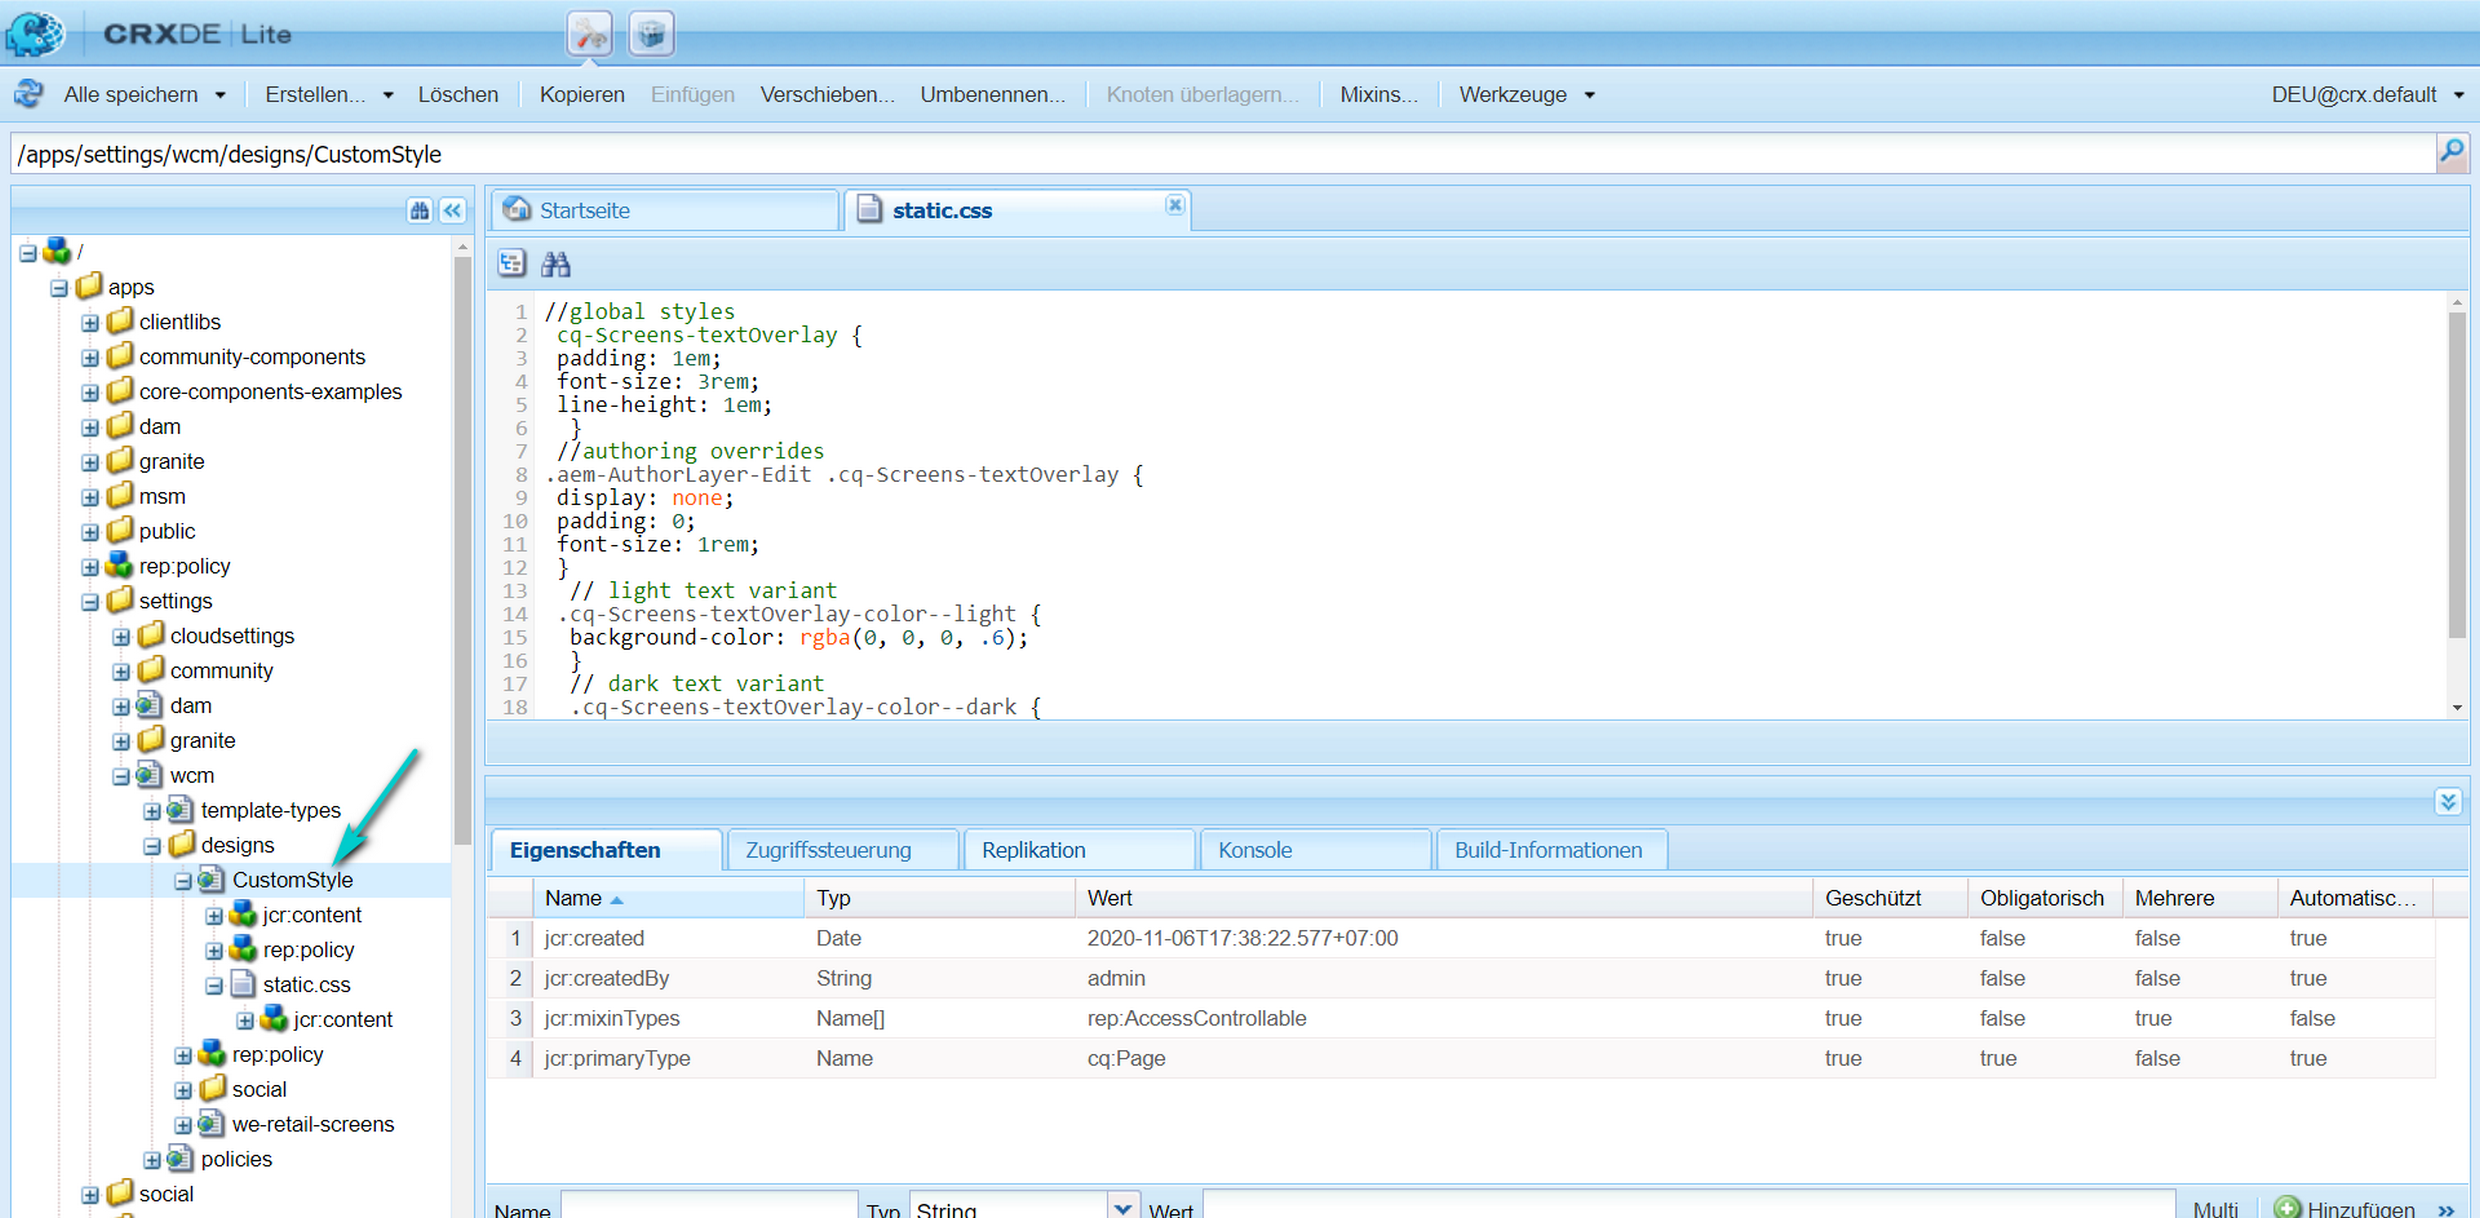 CRXDE | Lite
Alle speichern Erstellen... Löschen Kopieren Einfügen Verschieben... Umbenennen... Knoten überlagern... Mixins... Werkzeuge DEU@crx.default
/apps/settings/wcm/designs/CustomStyle
/
apps
clientlibs
community-components
core-components-examples
dam
granite
msm
public
rep:policy
settings
cloudsettings
community
dam
granite
wcm
template-types
designs
CustomStyle
jcr:content
rep:policy
static.css
jcr:content
rep:policy
social
we-retail-screens
policies
social
Startseite static.css
1 //global styles
2 cq-Screens-textOverlay {
3 padding: 1em;
4 font-size: 3rem;
5 line-height: 1em;
6 }
7 //authoring overrides
8 .aem-AuthorLayer-Edit .cq-Screens-textOverlay {
9 display: none;
10 padding: 0;
11 font-size: 1rem;
12 }
13 // light text variant
14 .cq-Screens-textOverlay-color--light {
15 background-color: rgba(0, 0, 0, .6);
16 }
17 // dark text variant
18 .cq-Screens-textOverlay-color--dark {
Eigenschaften Zugriffssteuerung Replikation Konsole Build-Informationen
Name Typ Wert Geschützt Obligatorisch Mehrere Automatisc...
1 jcr:created Date 2020-11-06T17:38:22.577+07:00 true false false true
2 jcr:createdBy String admin true false false true
3 jcr:mixinTypes Name[] rep:AccessControllable true false true false
4 jcr:primaryType Name cq:Page true true false true
Name Typ String Wert Multi Hinzufügen